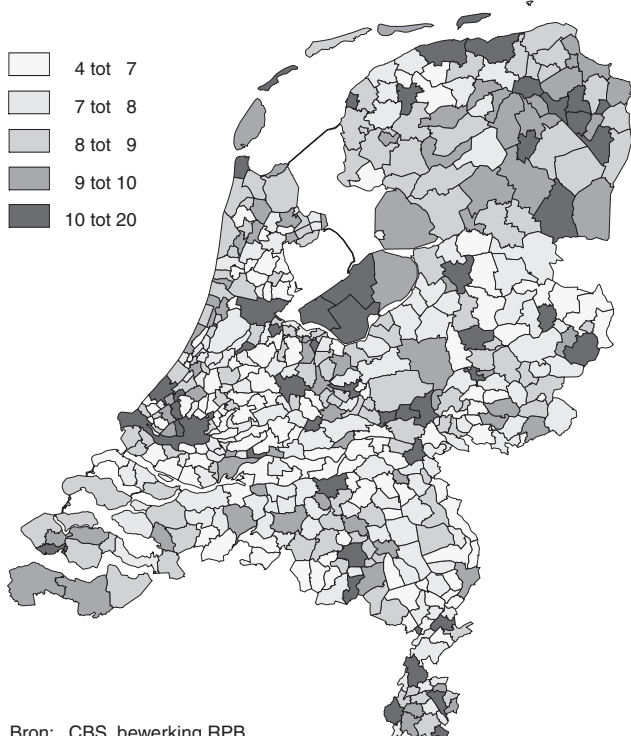 4 tot 7
7 tot 8
8 tot 9
9 tot 10
10 tot 20
Bron: CBS, bewerking RPB